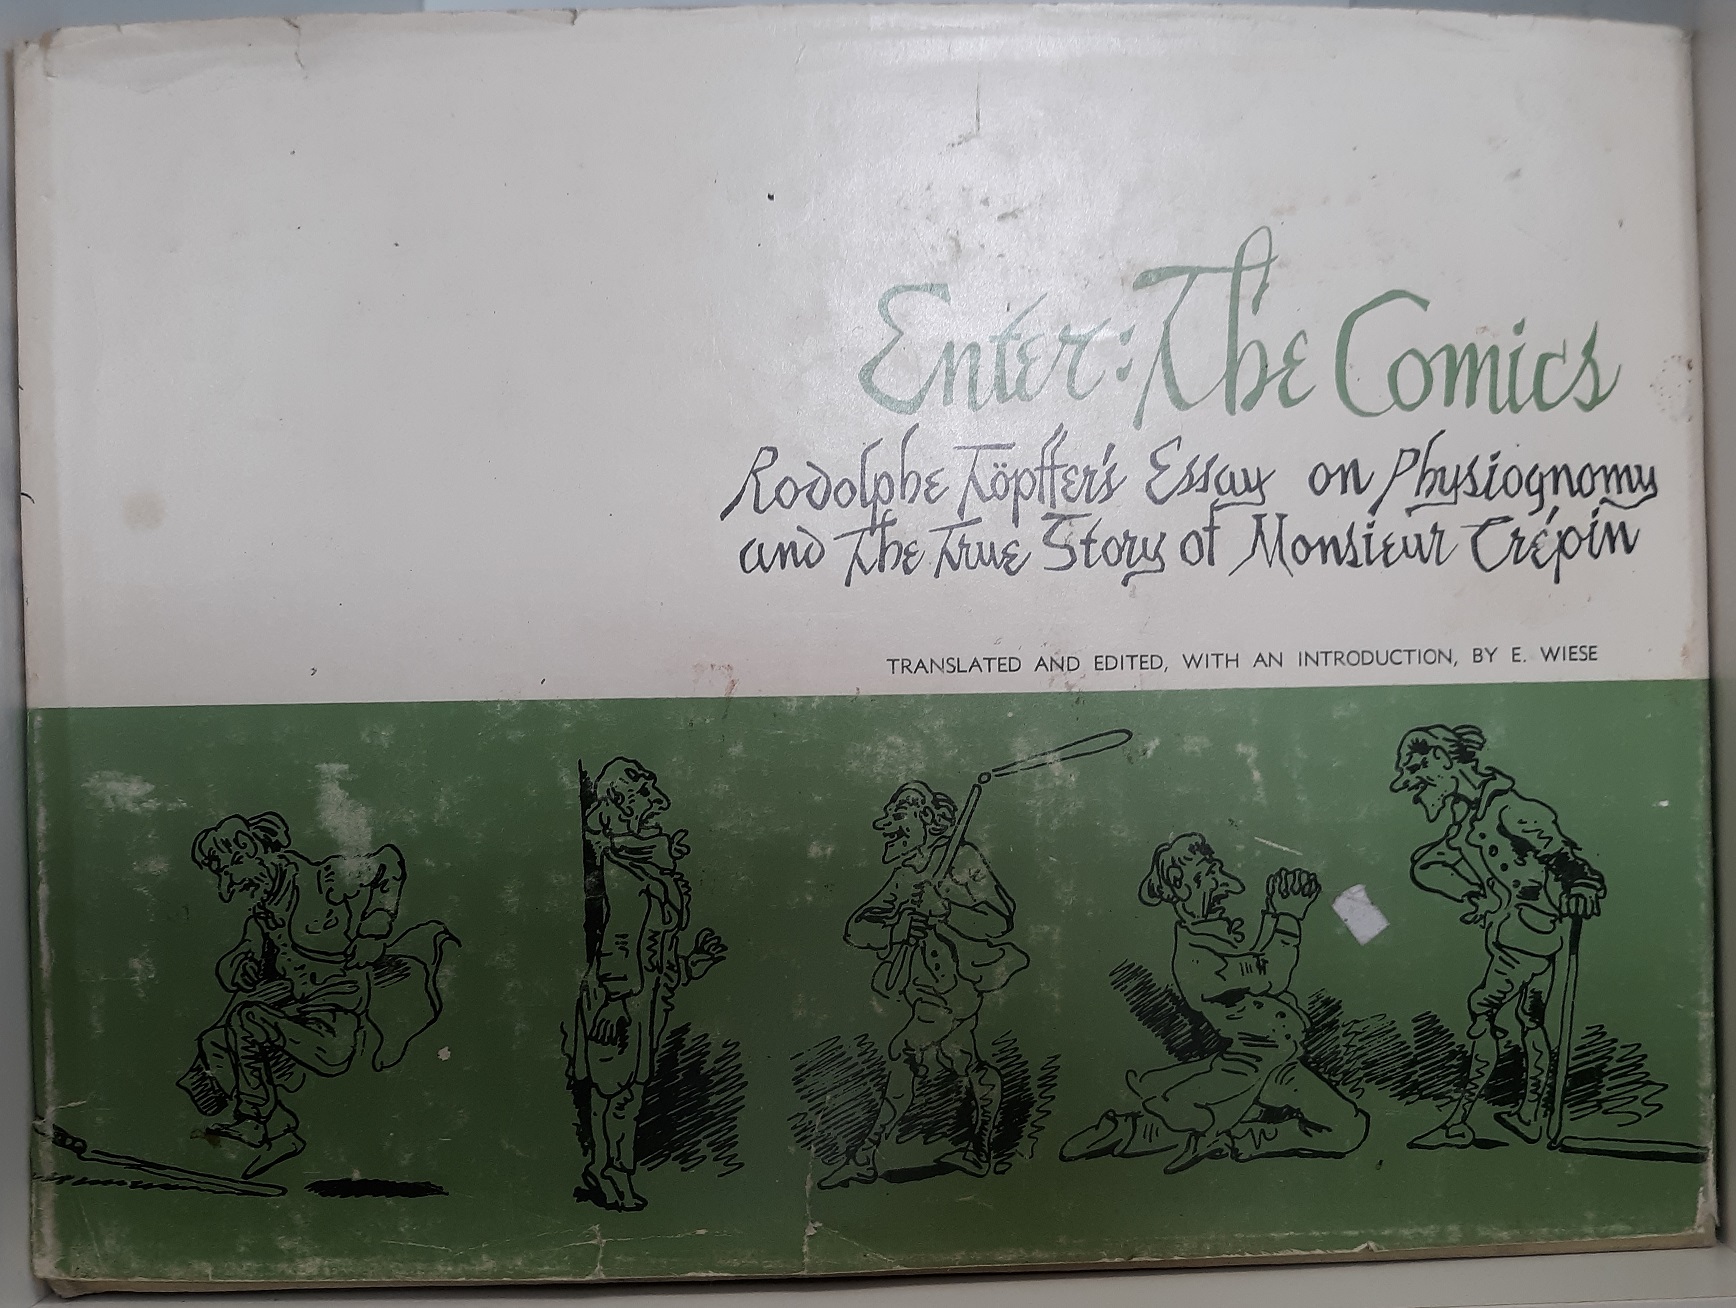 Enter: The Comics
Rodolphe Töpffer's Essay on Physiognomy
and The True Story of Monsieur Crépin
TRANSLATED AND EDITED, WITH AN INTRODUCTION, BY E. WIESE